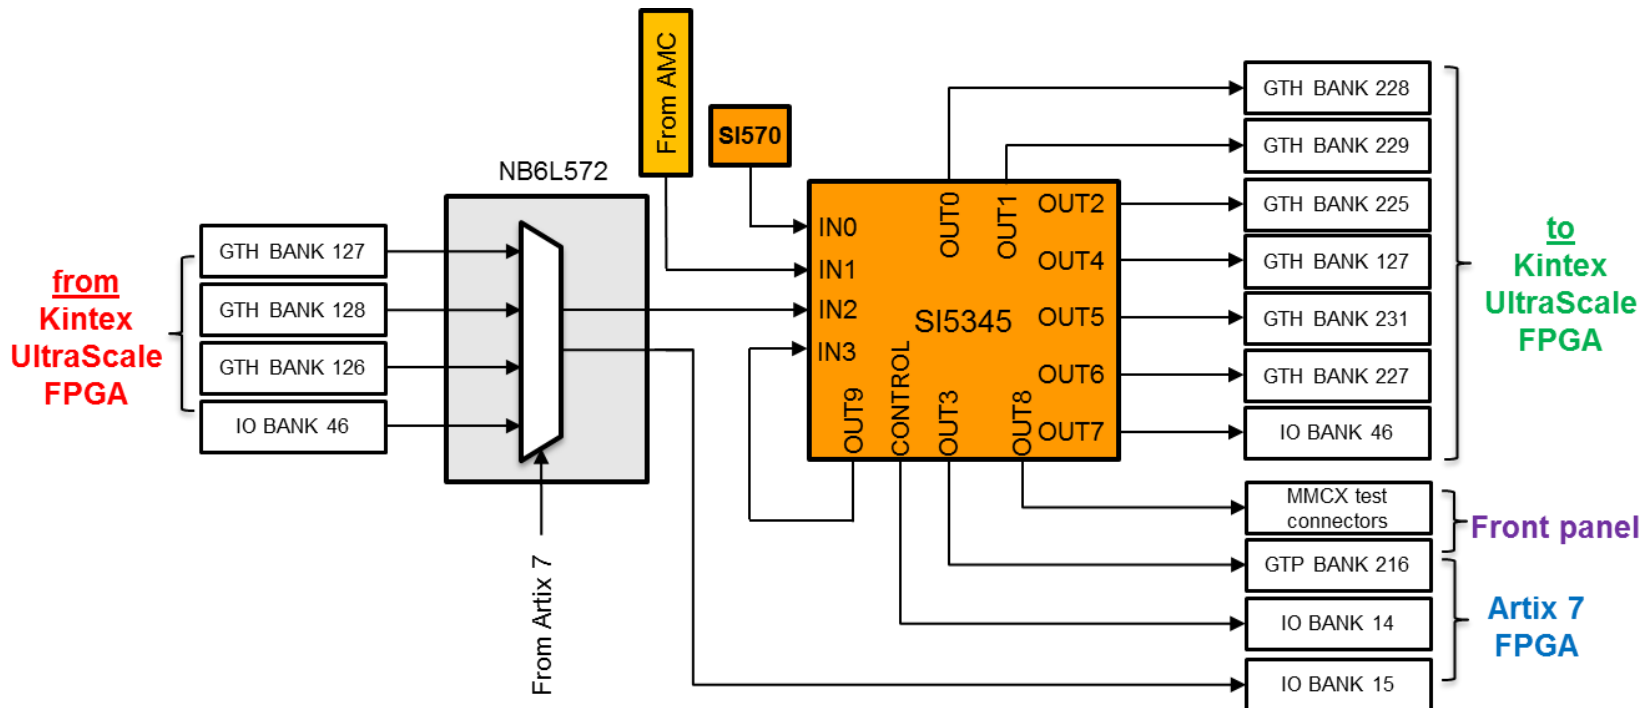 From AMC
SI570
NB6L572
from
Kintex
UltraScale
FPGA
GTH BANK 127
GTH BANK 128
GTH BANK 126
IO BANK 46
From Artix 7
IN0
IN1
IN2
IN3
OUT0
OUT1
OUT2
OUT4
SI5345
OUT5
OUT6
OUT7
OUT9
CONTROL
OUT3
OUT8
GTH BANK 228
GTH BANK 229
GTH BANK 225
GTH BANK 127
GTH BANK 231
GTH BANK 227
IO BANK 46
to
Kintex
UltraScale
FPGA
MMCX test
connectors
GTP BANK 216
IO BANK 14
IO BANK 15
Front panel
Artix 7
FPGA